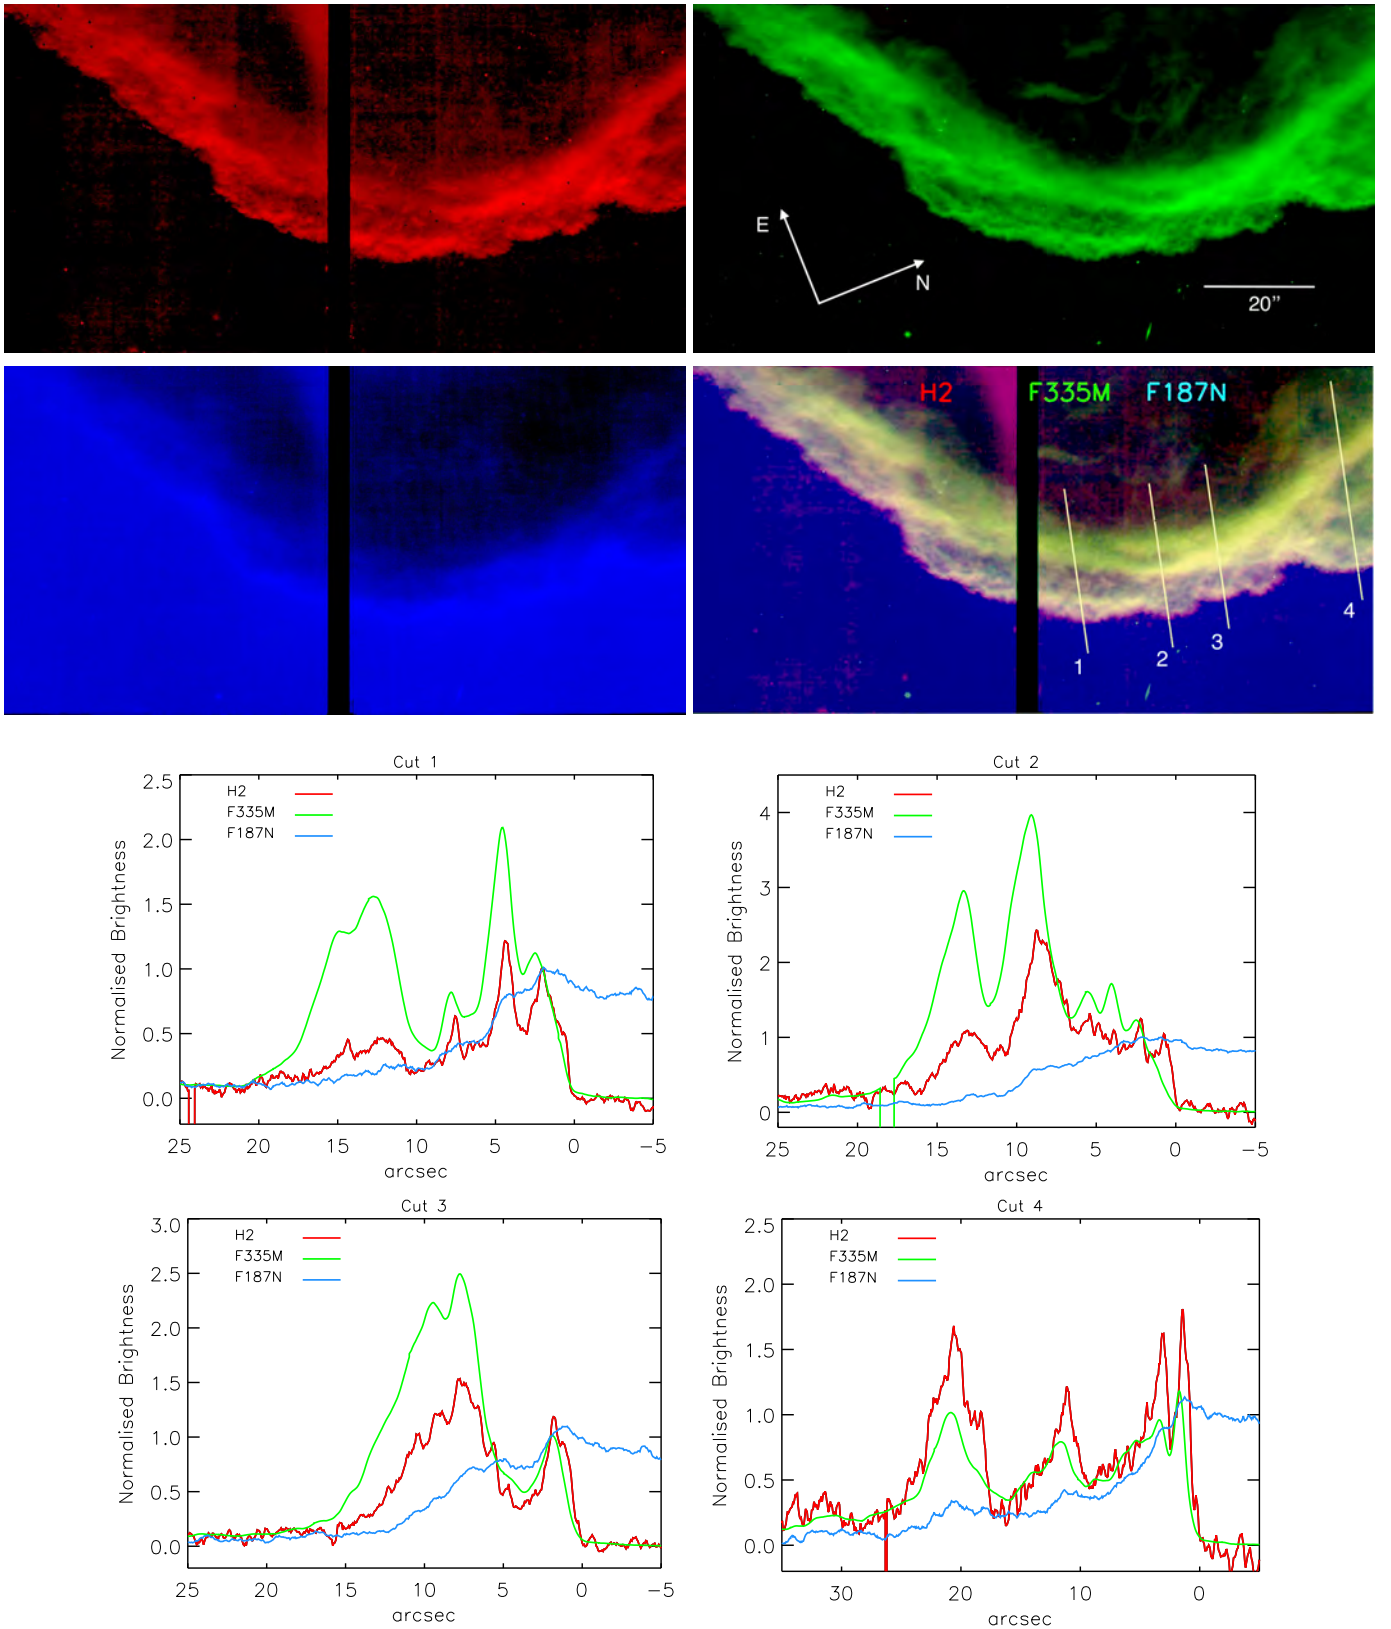 E
N
20”
H2 F335M F187N
1
2
3
4
Cut 1
Normalised Brightness
2.5
2.0
1.5
1.0
0.5
0.0
H2
F335M
F187N
25 20 15 10 5 0 −5
arcsec
Cut 2
Normalised Brightness
4
3
2
1
0
H2
F335M
F187N
25 20 15 10 5 0 −5
arcsec
Cut 3
Normalised Brightness
3.0
2.5
2.0
1.5
1.0
0.5
0.0
H2
F335M
F187N
25 20 15 10 5 0 −5
arcsec
Cut 4
Normalised Brightness
2.5
2.0
1.5
1.0
0.5
0.0
H2
F335M
F187N
30 20 10 0
arcsec